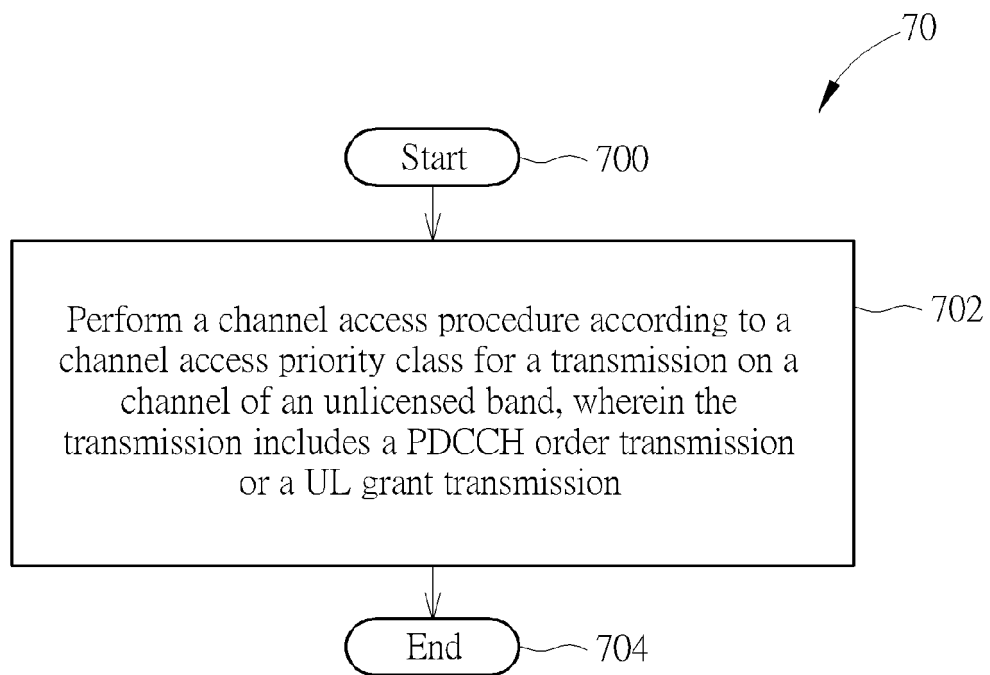 70
Start
700
Perform a channel access procedure according to a
channel access priority class for a transmission on a
channel of an unlicensed band, wherein the
transmission includes a PDCCH order transmission
or a UL grant transmission
702
End
704